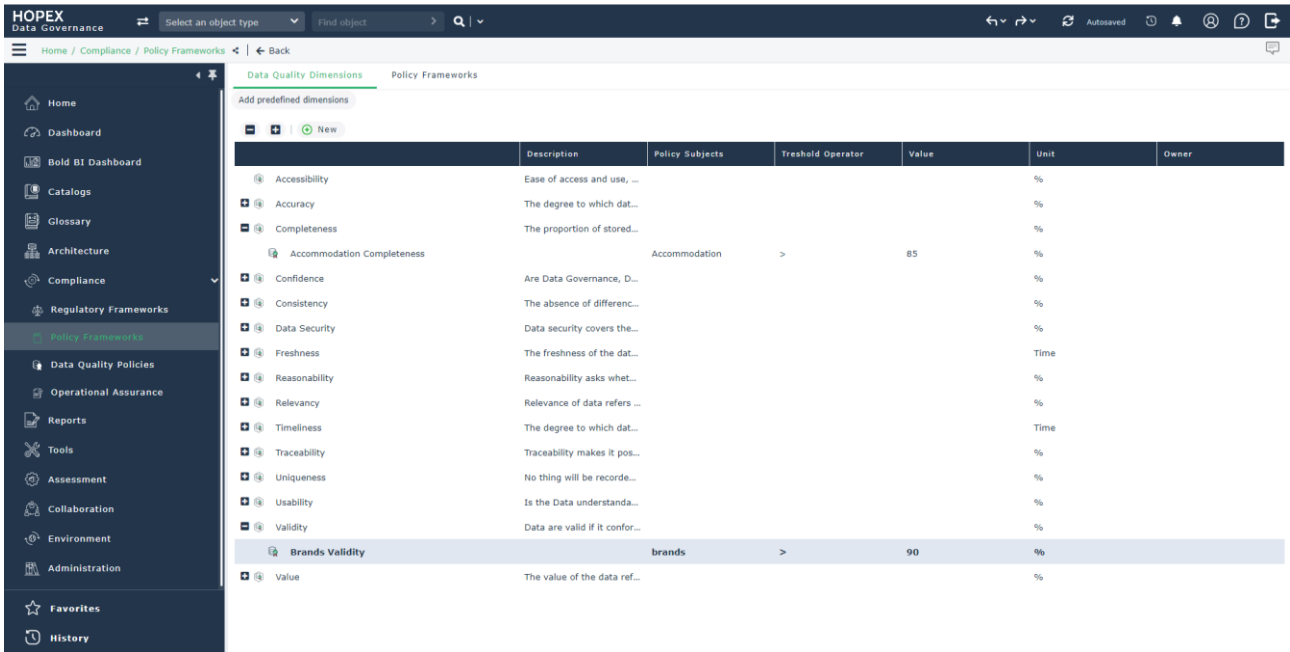 HOPEX
Data Governance
Select an object type
Find object
Autosaved
Home / Compliance / Policy Frameworks
Back
Home
Dashboard
Bold BI Dashboard
Catalogs
Glossary
Architecture
Compliance
Regulatory Frameworks
Policy Frameworks
Data Quality Policies
Operational Assurance
Reports
Tools
Assessment
Collaboration
Environment
Administration
Favorites
History
Data Quality Dimensions Policy Frameworks
Add predefined dimensions
New
Description Policy Subjects Treshold Operator Value Unit Owner
Accessibility Ease of access and use, ... %
Accuracy The degree to which dat... %
Completeness The proportion of stored... %
Accommodation Completeness Accommodation > 85 %
Confidence Are Data Governance, D... %
Consistency The absence of differenc... %
Data Security Data security covers the... %
Freshness The freshness of the dat... Time
Reasonability Reasonability asks whet... %
Relevancy Relevance of data refers ... %
Timeliness The degree to which dat... Time
Traceability Traceability makes it pos... %
Uniqueness No thing will be recorde... %
Usability Is the Data understanda... %
Validity Data are valid if it confor... %
Brands Validity brands > 90 %
Value The value of the data ref... %